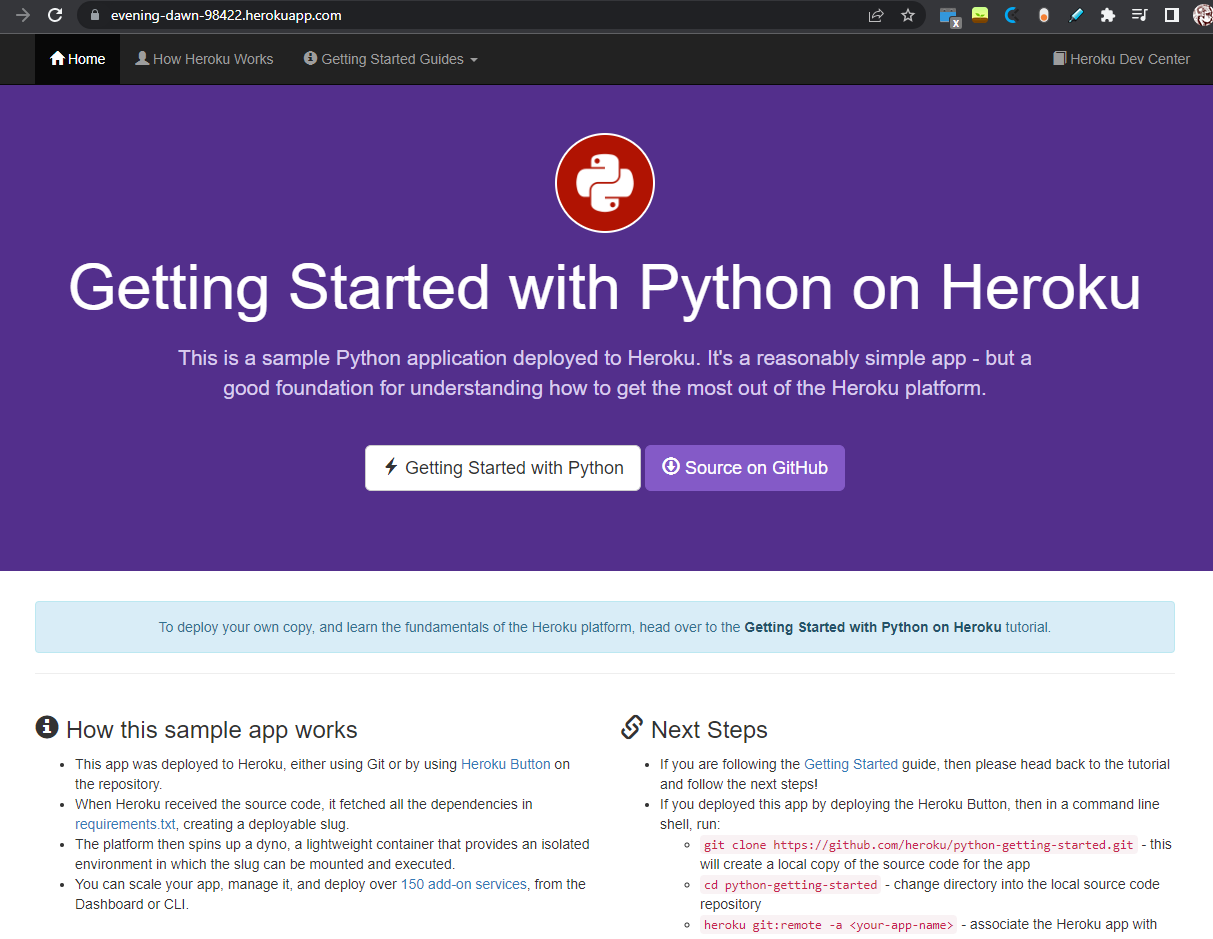 evening-dawn-98422.herokuapp.com
x
Home
How Heroku Works
Getting Started Guides
Heroku Dev Center
Getting Started with Python on Heroku
This is a sample Python application deployed to Heroku. It's a reasonably simple app - but a
good foundation for understanding how to get the most out of the Heroku platform.
Getting Started with Python
Source on GitHub
To deploy your own copy, and learn the fundamentals of the Heroku platform, head over to the Getting Started with Python on Heroku tutorial.
How this sample app works
This app was deployed to Heroku, either using Git or by using Heroku Button on
the repository.
When Heroku received the source code, it fetched all the dependencies in
requirements.txt, creating a deployable slug.
The platform then spins up a dyno, a lightweight container that provides an isolated
environment in which the slug can be mounted and executed.
You can scale your app, manage it, and deploy over 150 add-on services, from the
Dashboard or CLI.
Next Steps
If you are following the Getting Started guide, then please head back to the tutorial
and follow the next steps!
If you deployed this app by deploying the Heroku Button, then in a command line
shell, run:
git clone https://github.com/heroku/python-getting-started.git - this
will create a local copy of the source code for the app
cd python-getting-started - change directory into the local source code
repository
heroku git:remote -a <your-app-name> - associate the Heroku app with